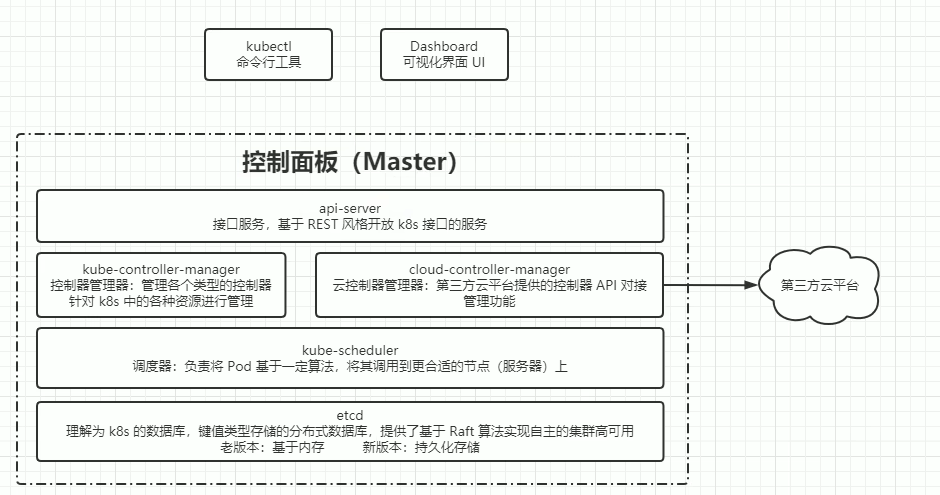 kubectl
命令行工具
Dashboard
可视化界面 UI
控制面板（Master）
api-server
接口服务，基于 REST 风格开放 k8s 接口的服务
kube-controller-manager
控制器管理器：管理各个类型的控制器
针对 k8s 中的各种资源进行管理
cloud-controller-manager
云控制器管理器：第三方云平台提供的控制器 API 对接
管理功能
第三方云平台
kube-scheduler
调度器：负责将 Pod 基于一定算法，将其调用到更合适的节点（服务器）上
etcd
理解为 k8s 的数据库，键值类型存储的分布式数据库，提供了基于 Raft 算法实现自主的集群高可用
老版本：基于内存 新版本：持久化存储